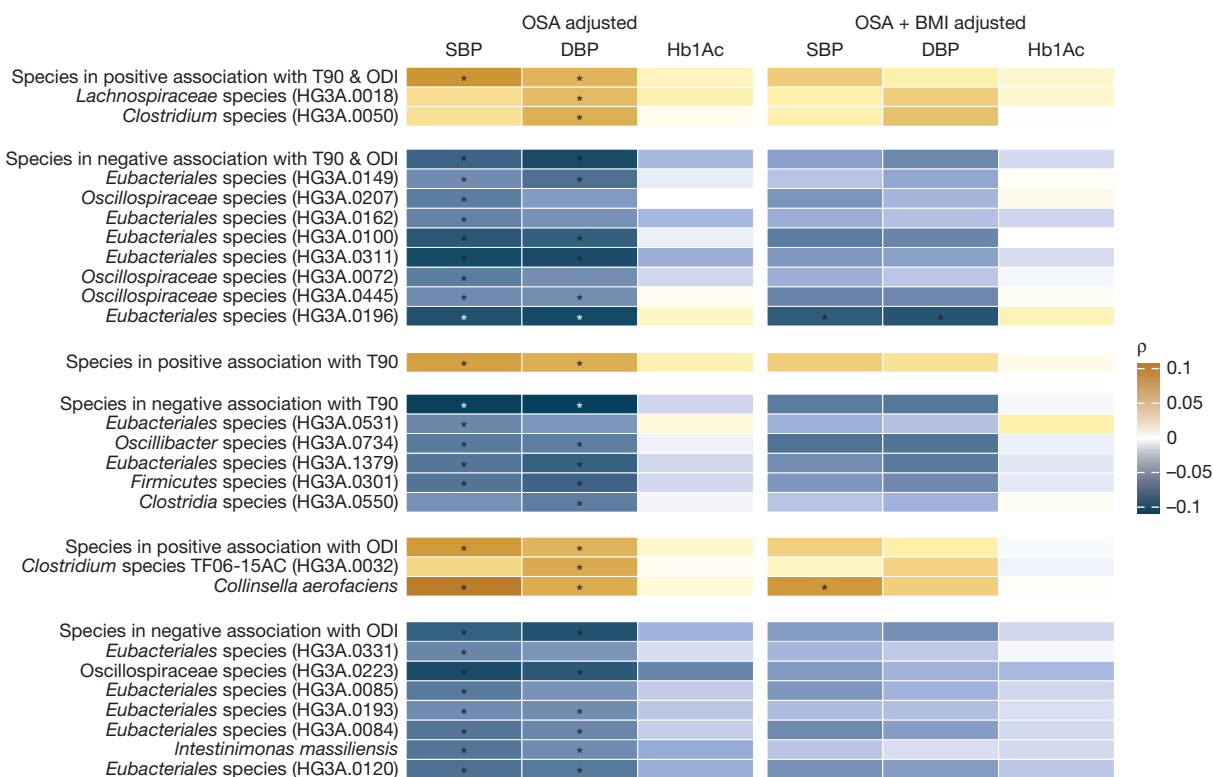 OSA adjusted
OSA + BMI adjusted
SBP DBP Hb1Ac SBP DBP Hb1Ac
Species in positive association with T90 & ODI * *
Lachnospiraceae species (HG3A.0018) *
Clostridium species (HG3A.0050) *
Species in negative association with T90 & ODI * *
Eubacteriales species (HG3A.0149) * *
Oscillospiraceae species (HG3A.0207) *
Eubacteriales species (HG3A.0162) *
Eubacteriales species (HG3A.0100) * *
Eubacteriales species (HG3A.0311) * *
Oscillospiraceae species (HG3A.0072) *
Oscillospiraceae species (HG3A.0445) * *
Eubacteriales species (HG3A.0196) * * * *
Species in positive association with T90 * *
Species in negative association with T90 * *
Eubacteriales species (HG3A.0531) *
Oscillibacter species (HG3A.0734) * *
Eubacteriales species (HG3A.1379) * *
Firmicutes species (HG3A.0301) * *
Clostridia species (HG3A.0550) *
Species in positive association with ODI * *
Clostridium species TF06-15AC (HG3A.0032) *
Collinsella aerofaciens * * *
Species in negative association with ODI * *
Eubacteriales species (HG3A.0331) *
Oscillospiraceae species (HG3A.0223) * *
Eubacteriales species (HG3A.0085) *
Eubacteriales species (HG3A.0193) * *
Eubacteriales species (HG3A.0084) * *
Intestinimonas massiliensis * *
Eubacteriales species (HG3A.0120) * *
ρ
0.1
0.05
0
−0.05
−0.1